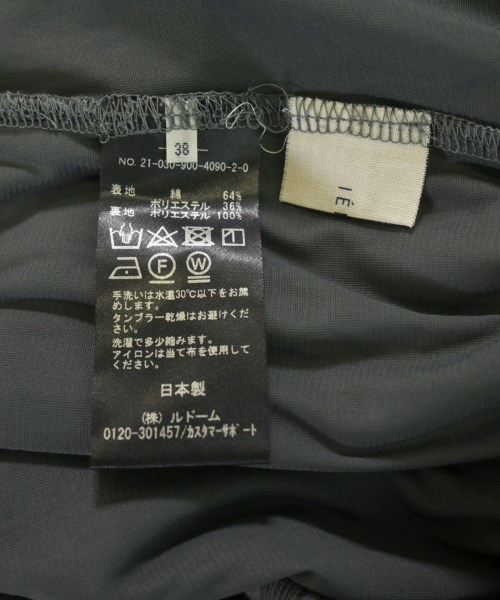 38
NO. 21-030-900-4090-2-0
表地 綿 64%
ポリエステル 36%
裏地 ポリエステル 100%
F
W
手洗いは水温30℃以下をお薦
めします。
タンブラー乾燥はお避けくださ
い。
洗濯で多少縮みます。
アイロンは当て布を使用してく
ださい。
日本製
(株) ルドーム
0120-301457/カスタマーサポート
IÉ